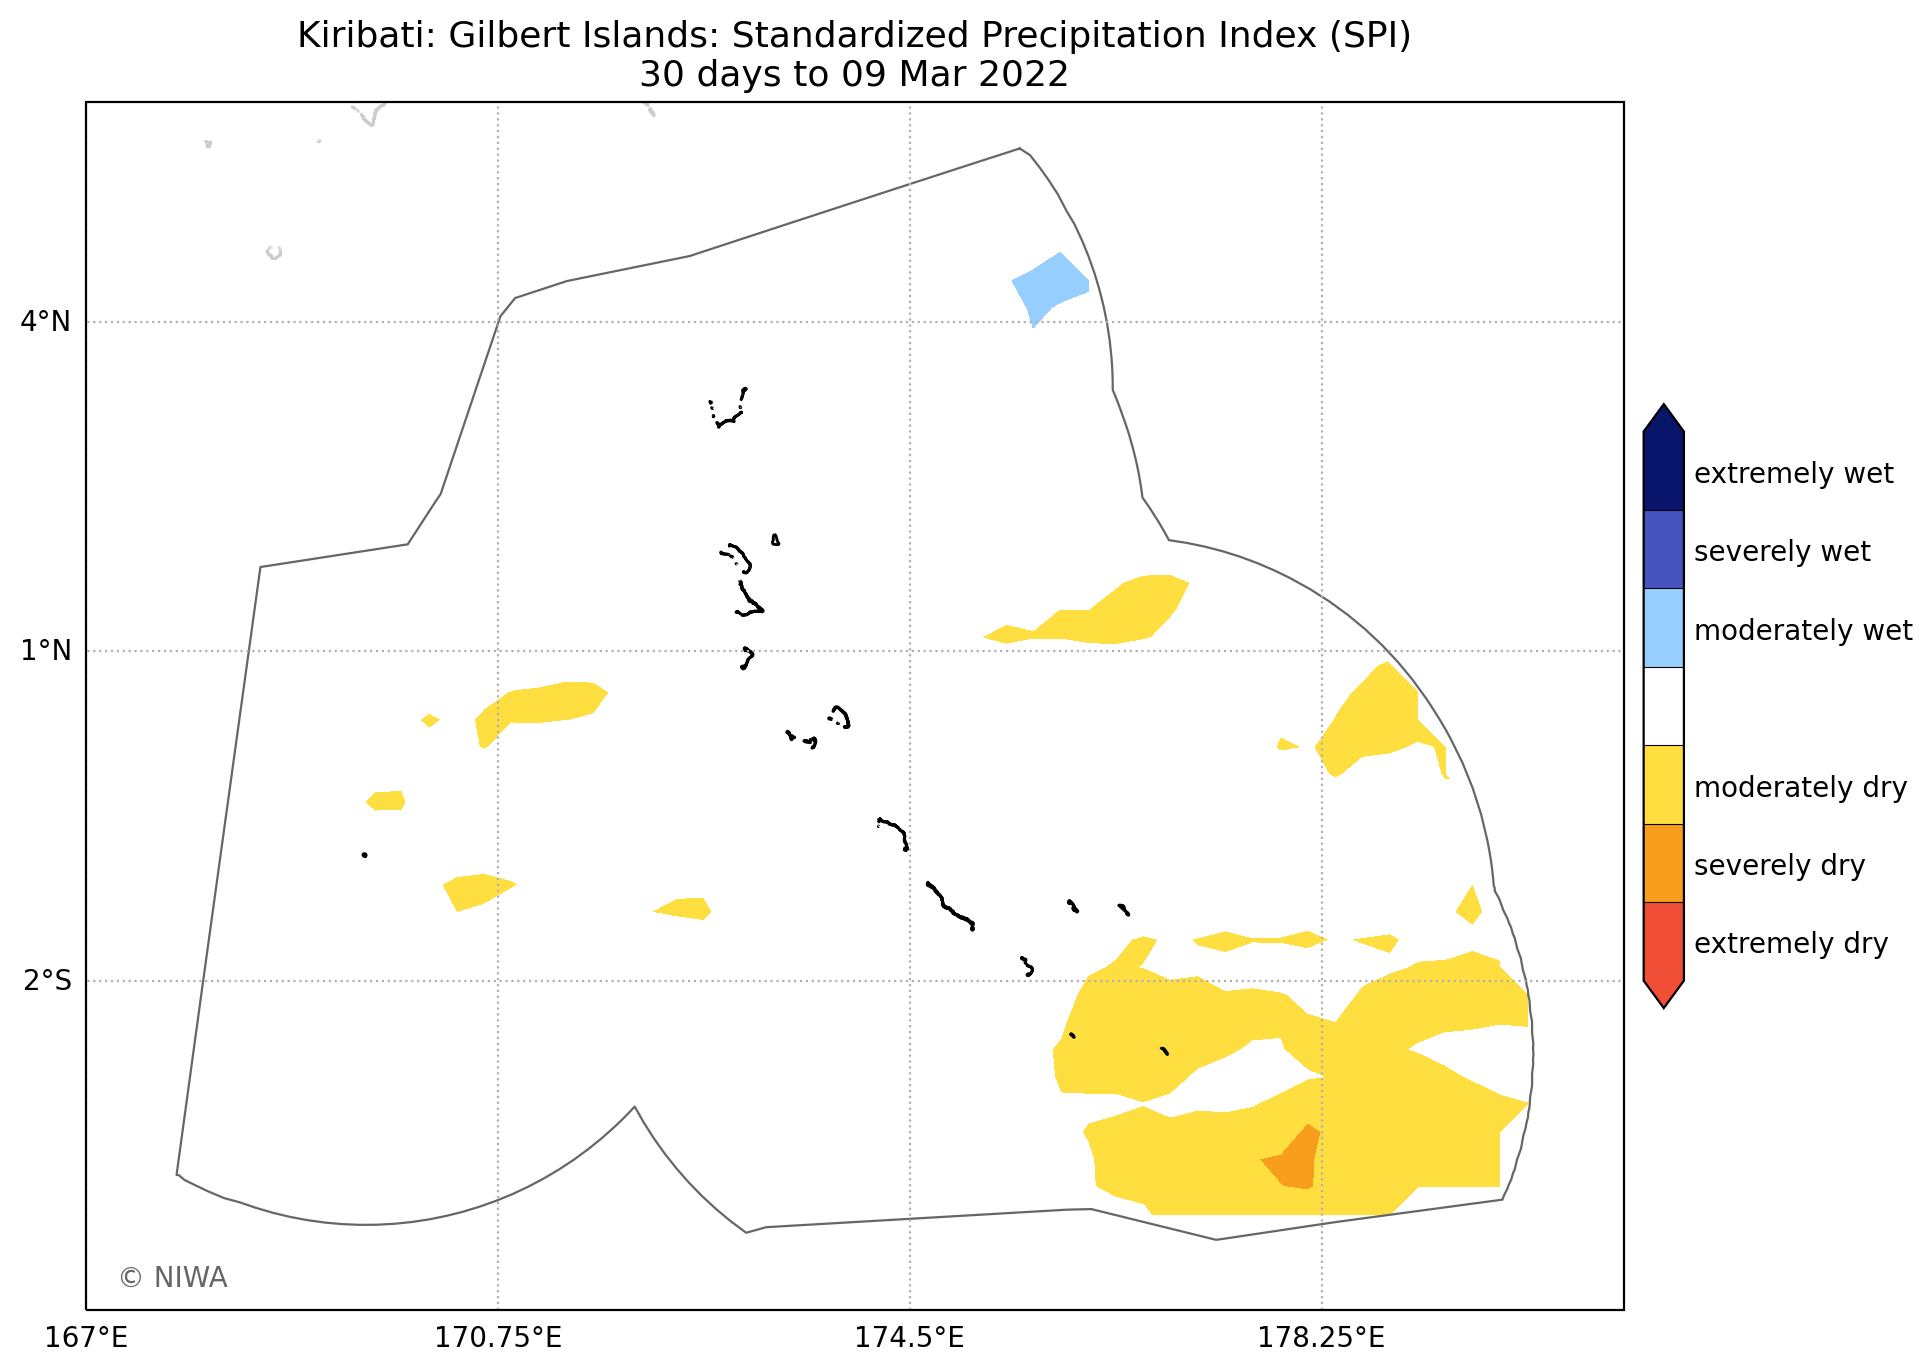 Kiribati: Gilbert Islands: Standardized Precipitation Index (SPI)
30 days to 09 Mar 2022
4°N
1°N
2°S
167°E
170.75°E
174.5°E
178.25°E
extremely wet
severely wet
moderately wet
moderately dry
severely dry
extremely dry
© NIWA